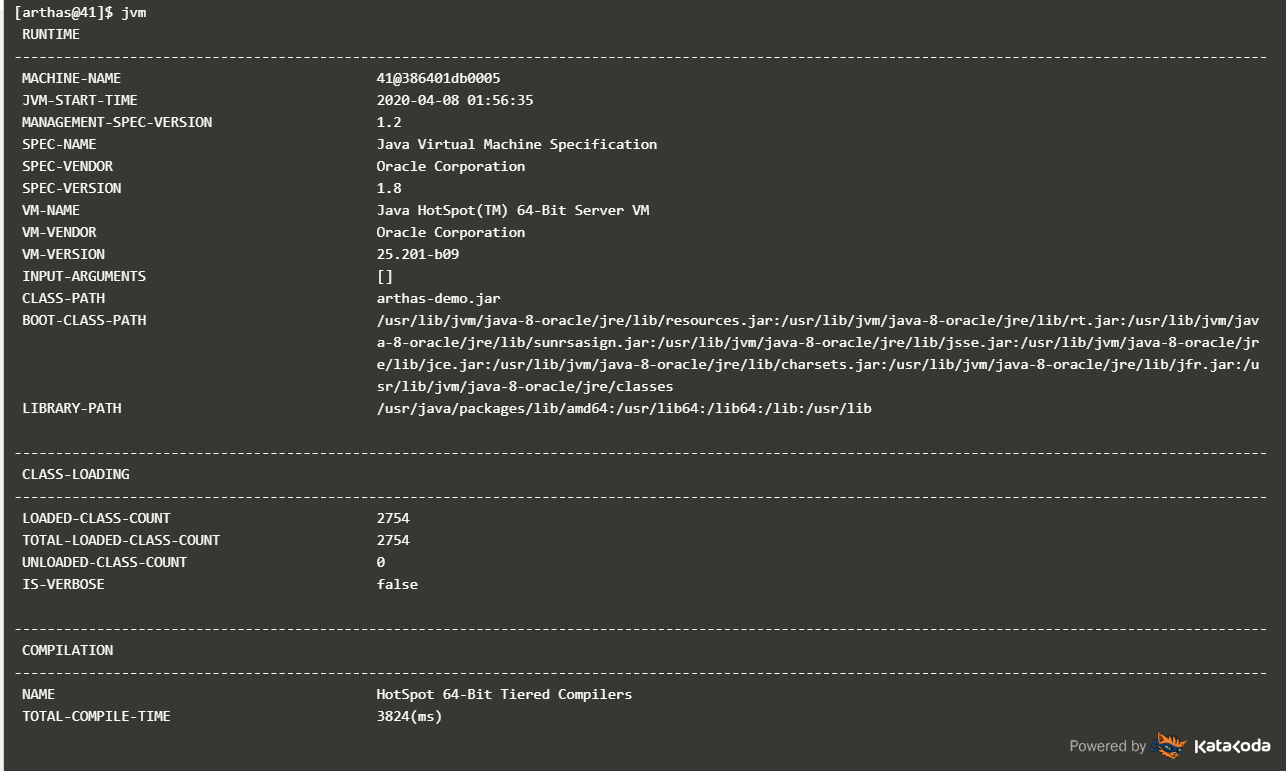 [arthas@41]$ jvm
RUNTIME
MACHINE-NAME 41@386401db0005
JVM-START-TIME 2020-04-08 01:56:35
MANAGEMENT-SPEC-VERSION 1.2
SPEC-NAME Java Virtual Machine Specification
SPEC-VENDOR Oracle Corporation
SPEC-VERSION 1.8
VM-NAME Java HotSpot(TM) 64-Bit Server VM
VM-VENDOR Oracle Corporation
VM-VERSION 25.201-b09
INPUT-ARGUMENTS []
CLASS-PATH arthas-demo.jar
BOOT-CLASS-PATH /usr/lib/jvm/java-8-oracle/jre/lib/resources.jar:/usr/lib/jvm/java-8-oracle/jre/lib/rt.jar:/usr/lib/jvm/jav
a-8-oracle/jre/lib/sunrsasign.jar:/usr/lib/jvm/java-8-oracle/jre/lib/jsse.jar:/usr/lib/jvm/java-8-oracle/jr
e/lib/jce.jar:/usr/lib/jvm/java-8-oracle/jre/lib/charsets.jar:/usr/lib/jvm/java-8-oracle/jre/lib/jfr.jar:/u
sr/lib/jvm/java-8-oracle/jre/classes
LIBRARY-PATH /usr/java/packages/lib/amd64:/usr/lib64:/lib64:/lib:/usr/lib
CLASS-LOADING
LOADED-CLASS-COUNT 2754
TOTAL-LOADED-CLASS-COUNT 2754
UNLOADED-CLASS-COUNT 0
IS-VERBOSE false
COMPILATION
NAME HotSpot 64-Bit Tiered Compilers
TOTAL-COMPILE-TIME 3824(ms)
Powered by Katacoda